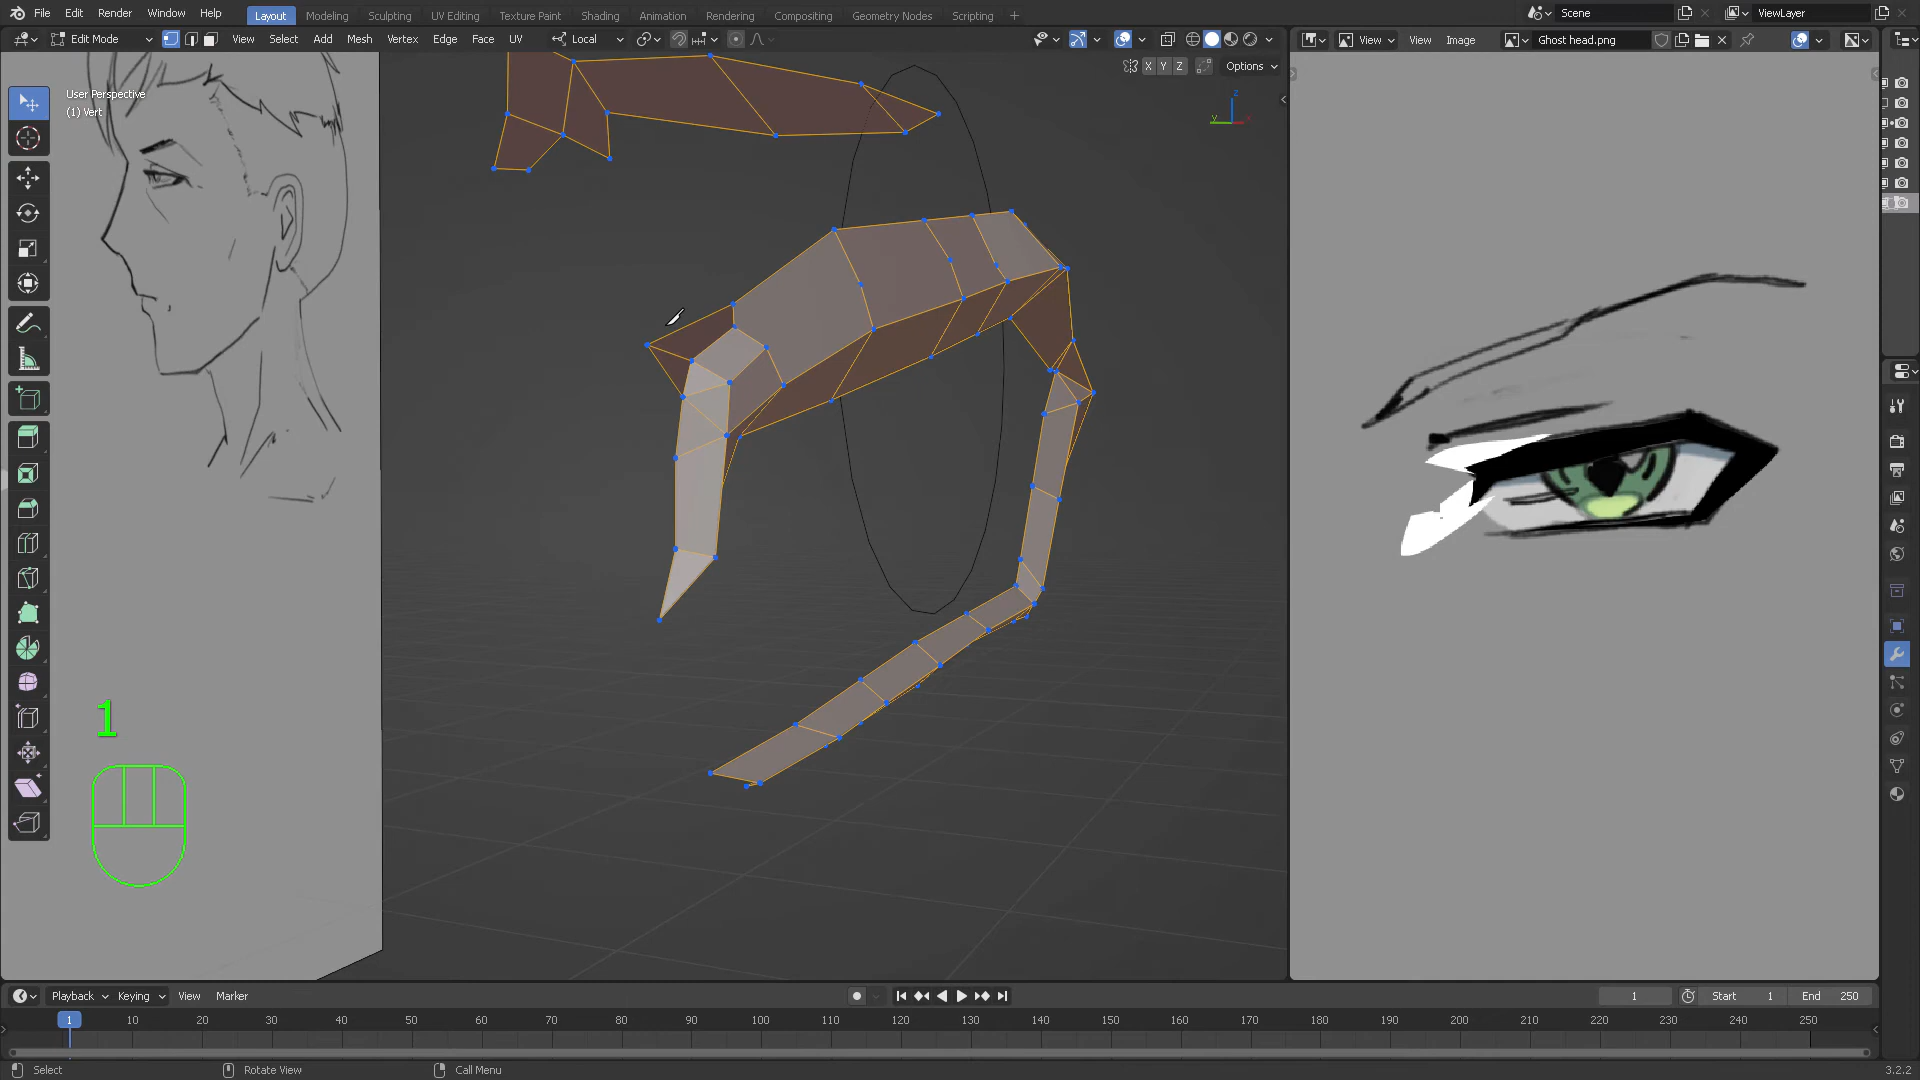 File Edit Render Window Help Layout Modeling Sculpting UV Editing Texture Paint Shading Animation Rendering Compositing Geometry Nodes Scripting Scene ViewLayer
Edit Mode View Select Add Mesh Vertex Edge Face UV Local View View Image Ghost head.png
X Y Z Options
User Perspective
(1) Vert
Z
Y
1
Playback Keying View Marker 1 Start 1 End 250
1 10 20 30 40 50 60 70 80 90 100 110 120 130 140 150 160 170 180 190 200 210 220 230 240 250
Select Rotate View Call Menu 3.2.2